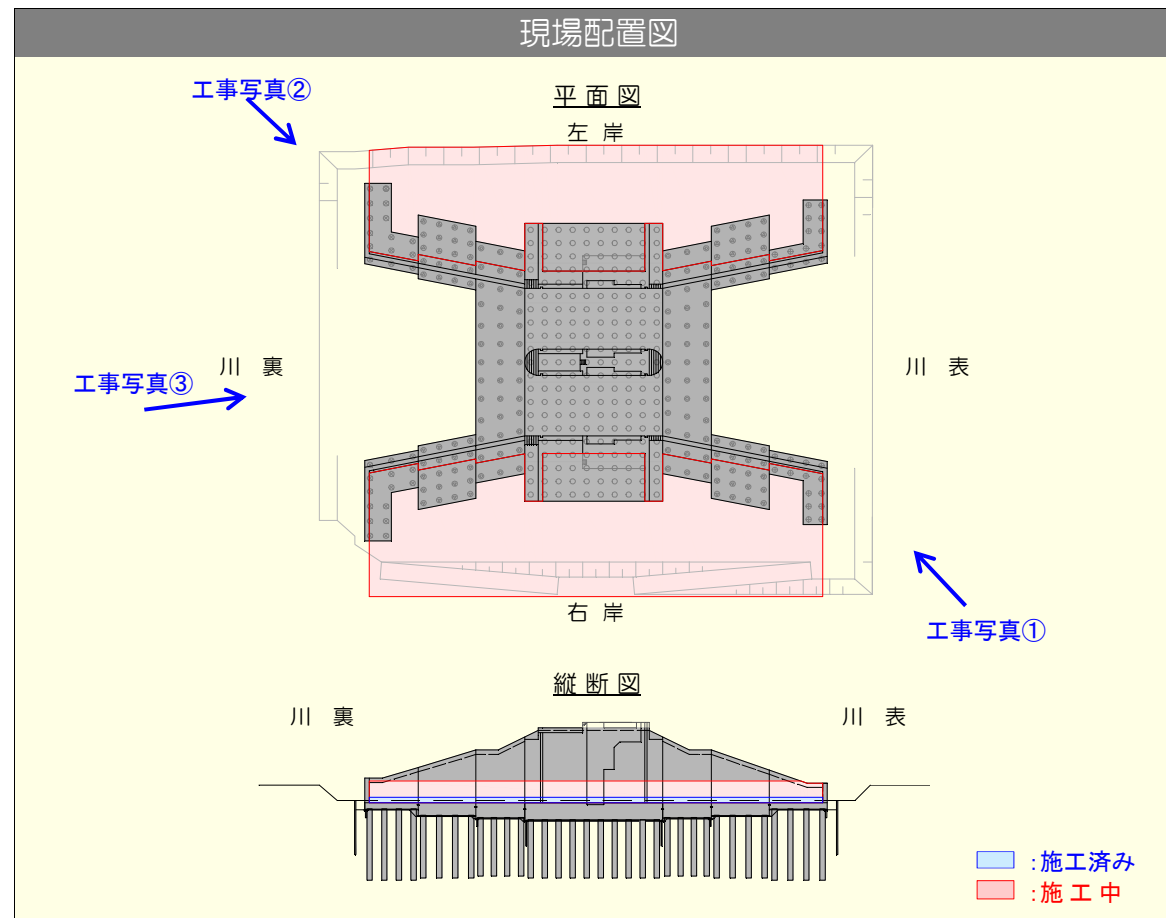 現場配置図
工事写真②
平 面 図
左 岸
川 裏
川 表
工事写真③
右 岸
工事写真①
縦 断 図
川 裏
川 表
：施工済み
：施 工 中